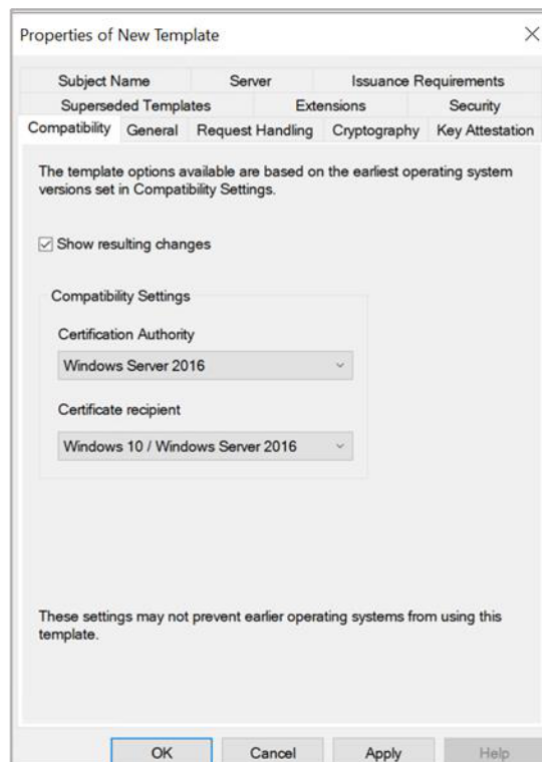 Properties of New Template
Subject Name Server Issuance Requirements
Superseded Templates Extensions Security
Compatibility General Request Handling Cryptography Key Attestation
The template options available are based on the earliest operating system
versions set in Compatibility Settings.
Show resulting changes
Compatibility Settings
Certification Authority
Windows Server 2016
Certificate recipient
Windows 10 / Windows Server 2016
These settings may not prevent earlier operating systems from using this
template.
OK Cancel Apply Help